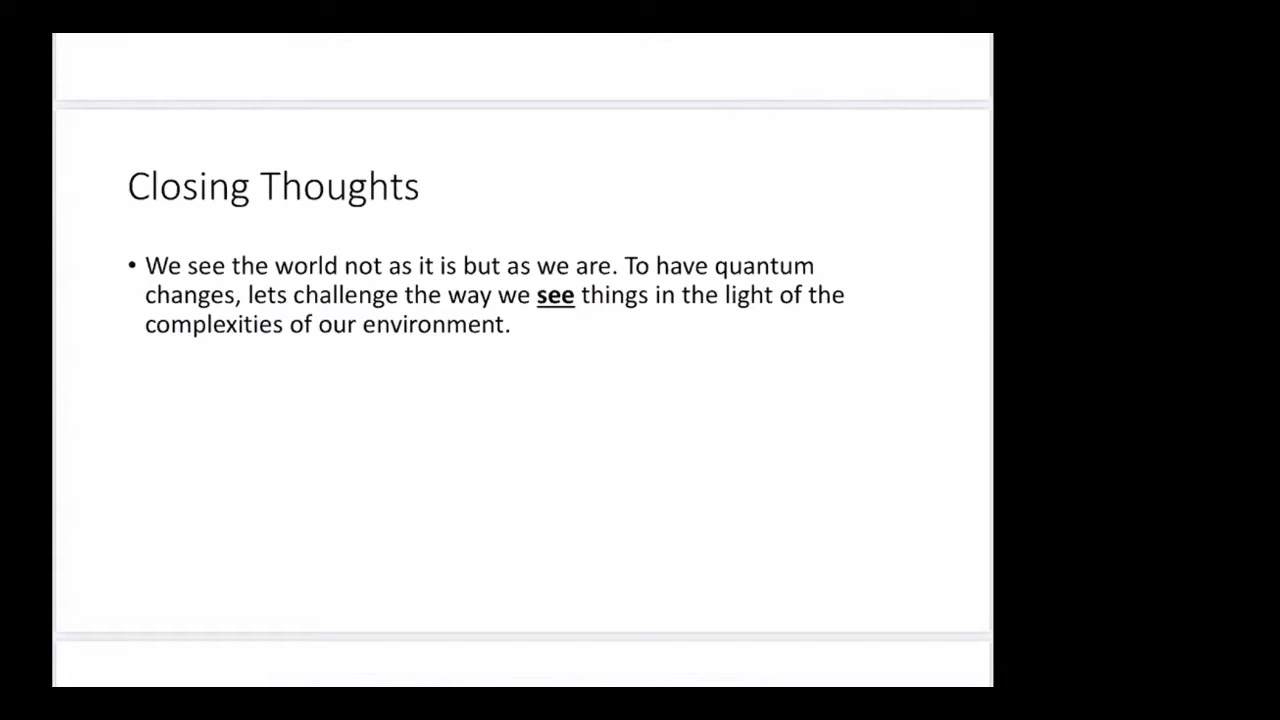 Closing Thoughts
• We see the world not as it is but as we are. To have quantum
changes, lets challenge the way we see things in the light of the
complexities of our environment.